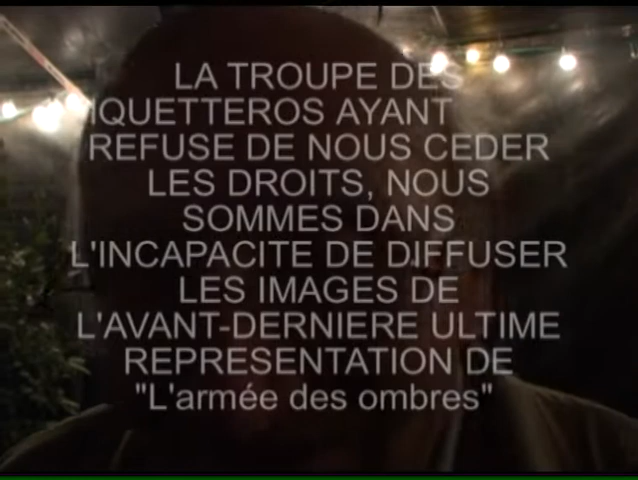 LA TROUPE DES
IQUETTEROS AYANT
REFUSE DE NOUS CEDER
LES DROITS, NOUS
SOMMES DANS
L'INCAPACITE DE DIFFUSER
LES IMAGES DE
L'AVANT-DERNIERE ULTIME
REPRESENTATION DE
"L'armée des ombres"